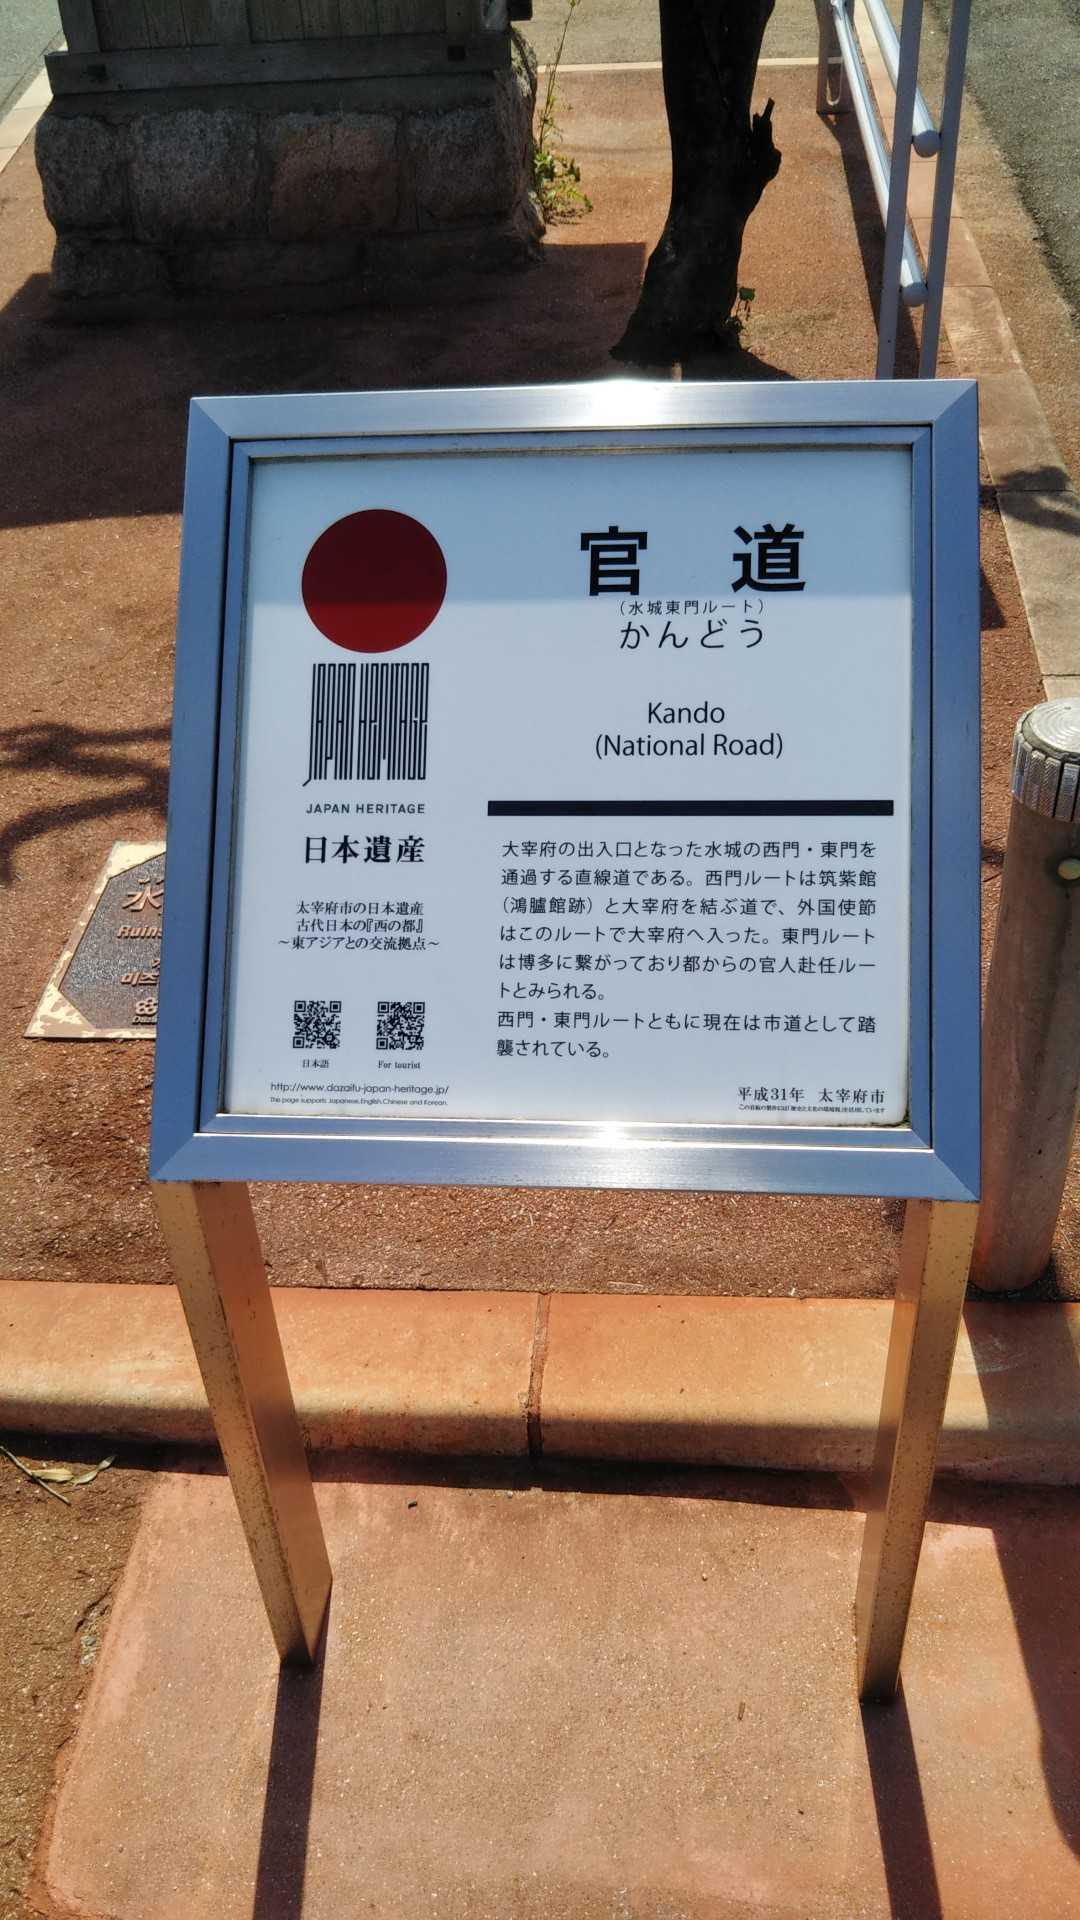 官 道
（水城東門ルート）
かんどう
Kando
(National Road)
JAPAN HERITAGE
JAPAN HERITAGE
日本遺産
太宰府市の日本遺産
古代日本の『西の都』
～東アジアとの交流拠点～
日本語
For tourist
http://www.dazaifu-japan-heritage.jp/
This page supports Japanese,English,Chinese and Korean.
大宰府の出入口となった水城の西門・東門を
通過する直線道である。西門ルートは筑紫館
（鴻臚館跡）と大宰府を結ぶ道で、外国使節
はこのルートで大宰府へ入った。東門ルート
は博多に繋がっており都からの官人赴任ルー
トとみられる。
西門・東門ルートともに現在は市道として踏
襲されている。
平成31年 太宰府市
水
Ruins
미즈